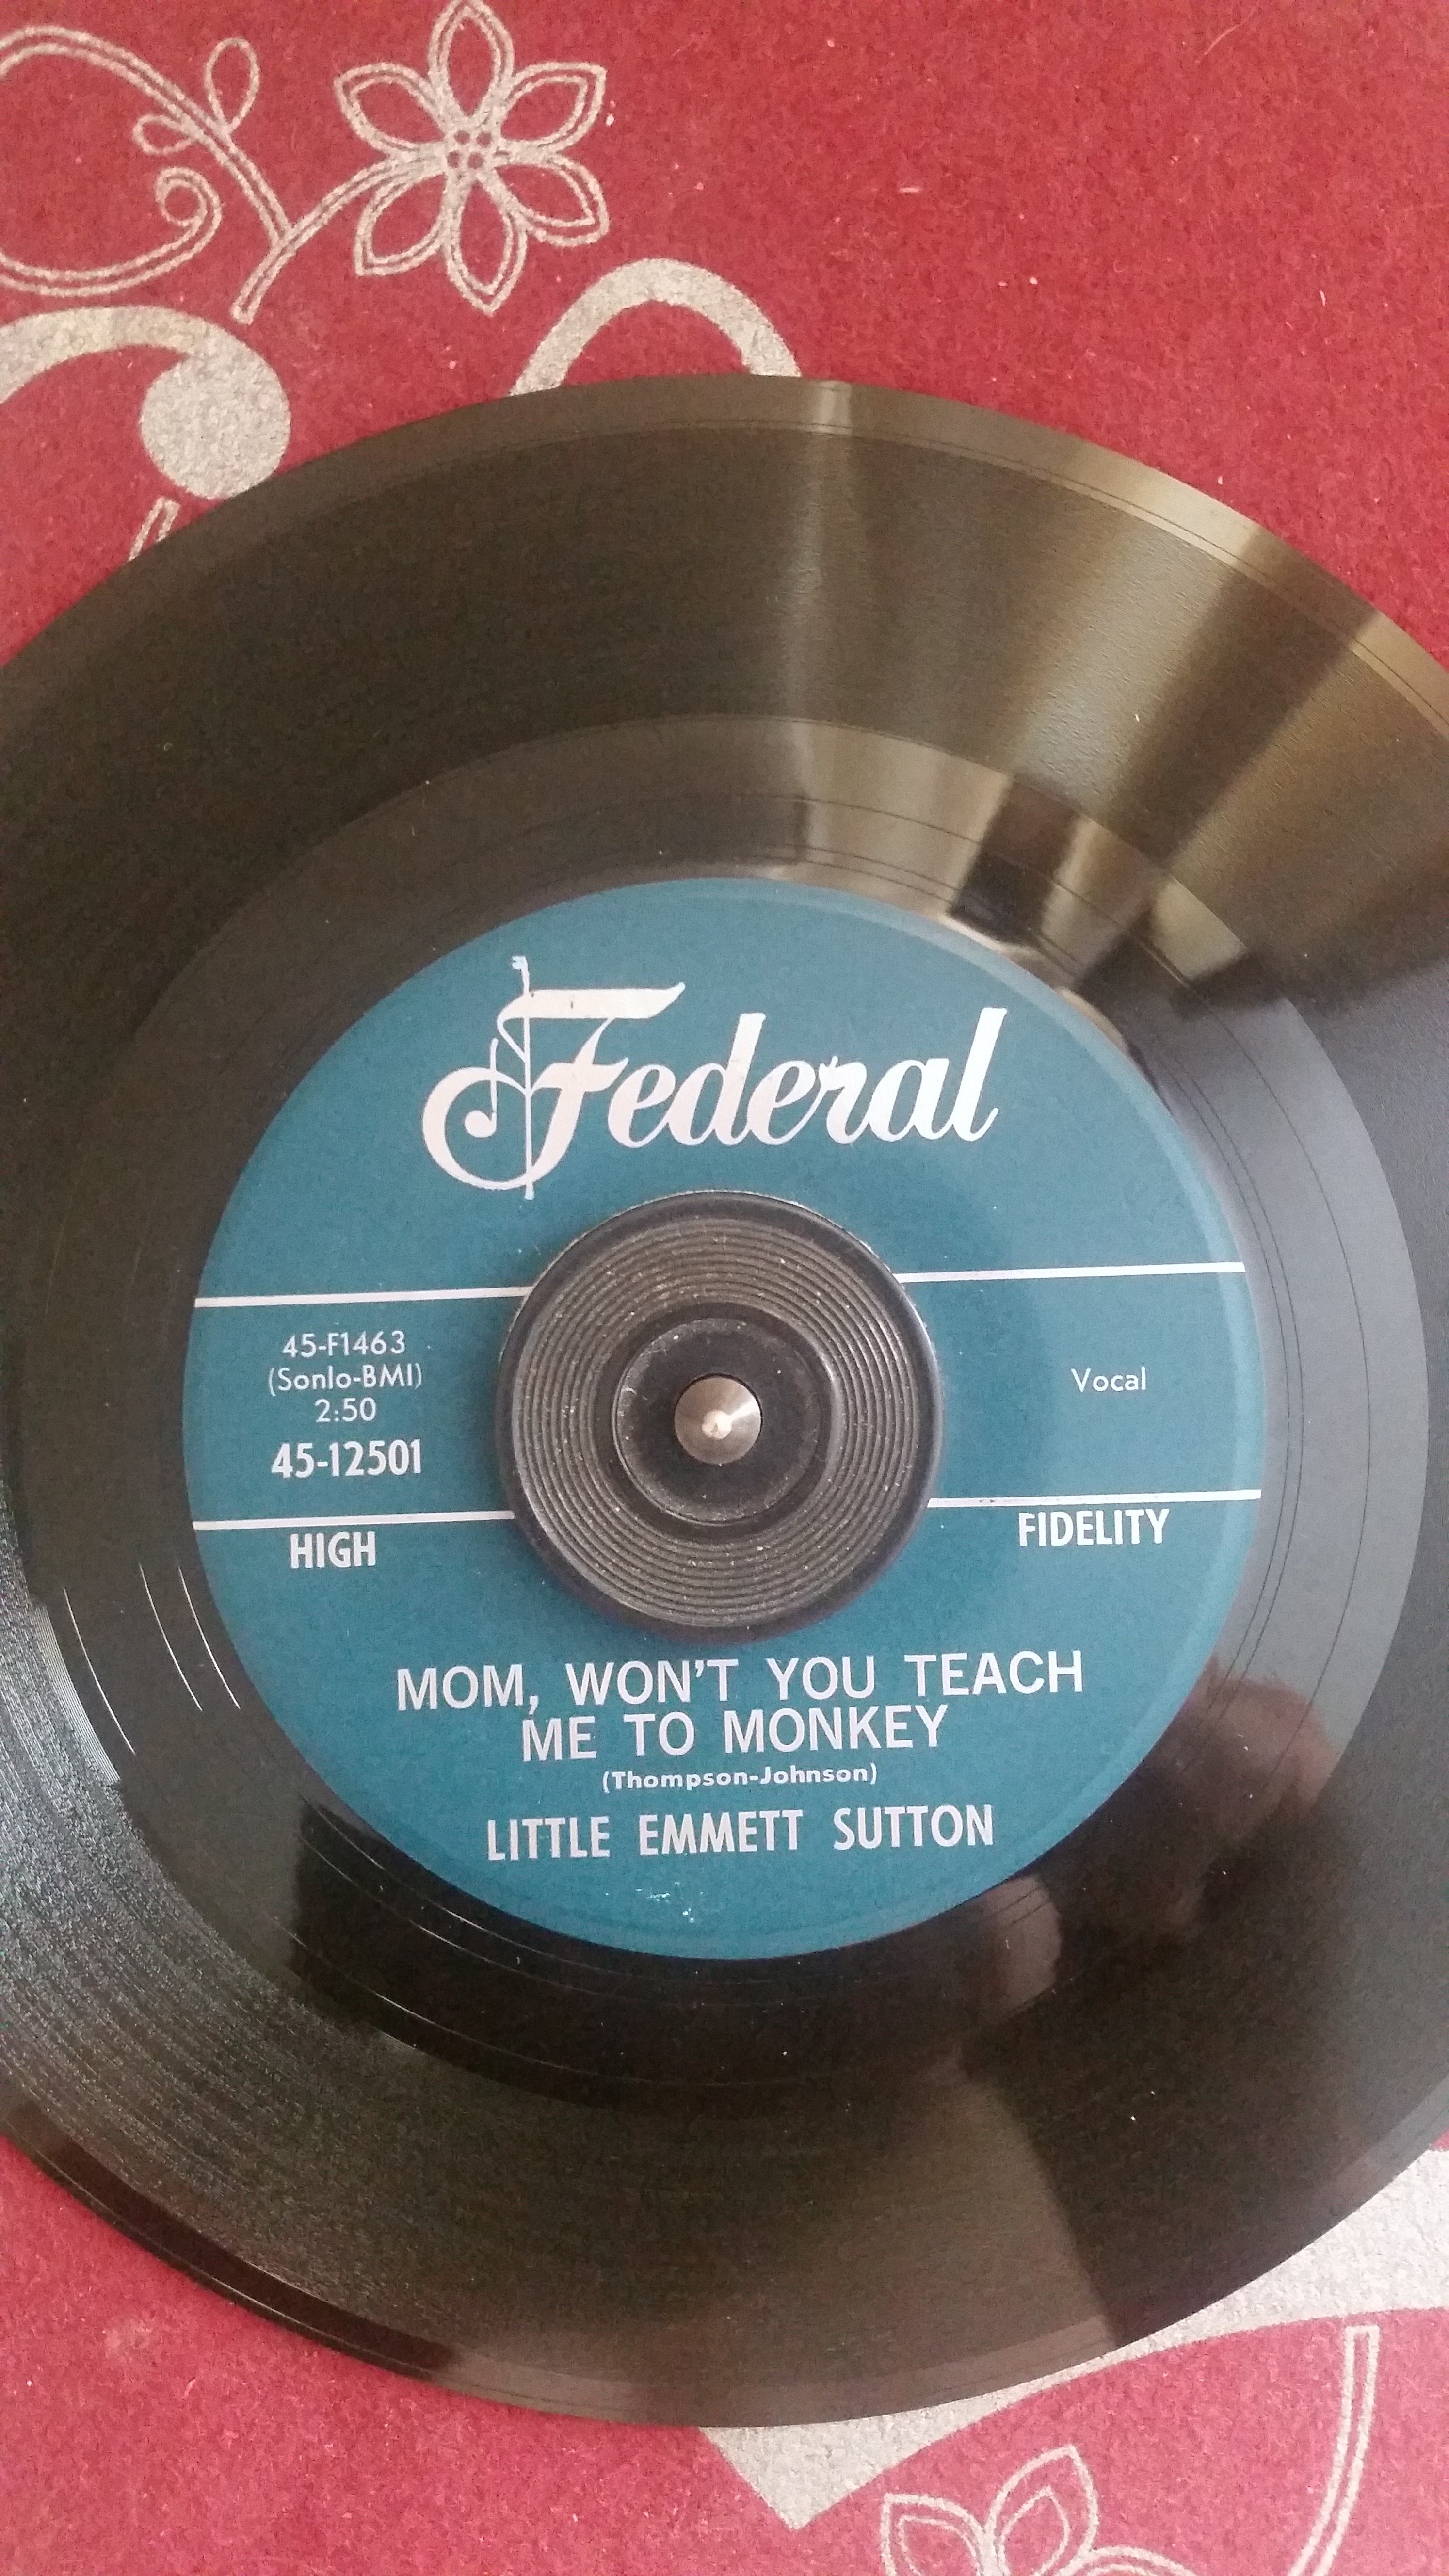 Federal
45-F1463
(Sonlo-BMI)
2:50
45-12501
Vocal
HIGH FIDELITY
MOM, WON'T YOU TEACH
ME TO MONKEY
(Thompson-Johnson)
LITTLE EMMETT SUTTON